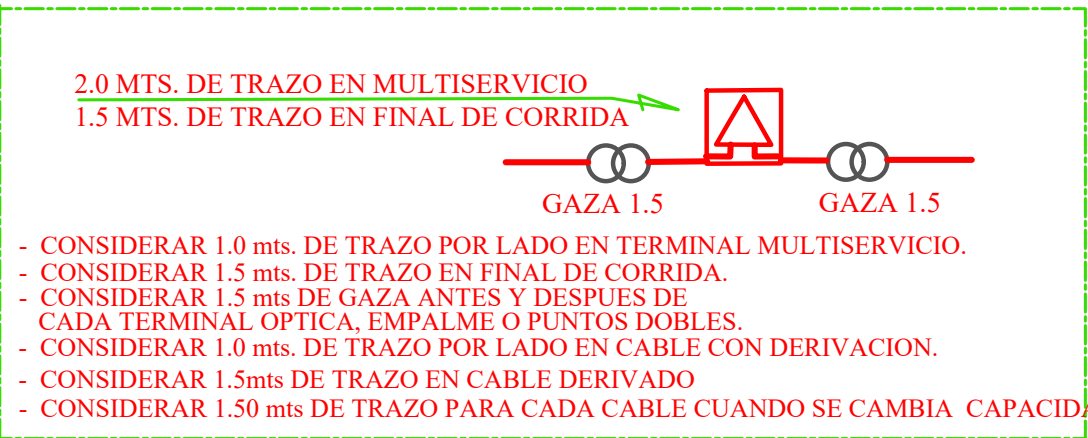 2.0 MTS. DE TRAZO EN MULTISERVICIO
1.5 MTS. DE TRAZO EN FINAL DE CORRIDA
GAZA 1.5
GAZA 1.5
- CONSIDERAR 1.0 mts. DE TRAZO POR LADO EN TERMINAL MULTISERVICIO.
- CONSIDERAR 1.5 mts. DE TRAZO EN FINAL DE CORRIDA.
- CONSIDERAR 1.5 mts DE GAZA ANTES Y DESPUES DE
CADA TERMINAL OPTICA, EMPALME O PUNTOS DOBLES.
- CONSIDERAR 1.0 mts. DE TRAZO POR LADO EN CABLE CON DERIVACION.
- CONSIDERAR 1.5mts DE TRAZO EN CABLE DERIVADO
- CONSIDERAR 1.50 mts DE TRAZO PARA CADA CABLE CUANDO SE CAMBIA CAPACIDA